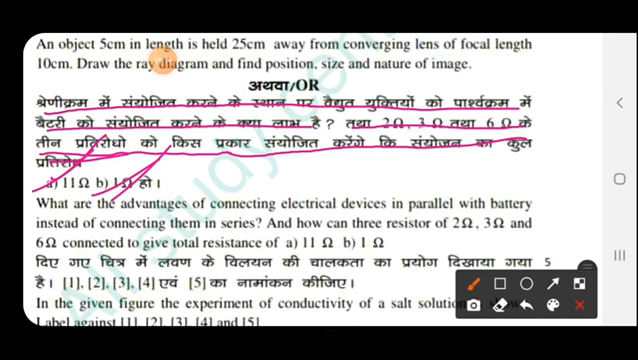 An object 5cm in length is held 25cm away from converging lens of focal length
10cm. Draw the ray diagram and find position, size and nature of image.
अथवा/OR
श्रेणीक्रम में संयोजित करने के स्थान पर वैद्युत युक्तियों को पार्श्वक्रम में
बैटरी को संयोजित करने के क्या लाभ है ? तथा 2Ω, 3Ω तथा 6Ω के
तीन प्रतिरोधो को किस प्रकार संयोजित करेंगे कि संयोजन का कुल
प्रतिरोध
a) 11Ω b) 1Ω हो।
What are the advantages of connecting electrical devices in parallel with battery
instead of connecting them in series? And how can three resistor of 2Ω, 3Ω and
6Ω connected to give total resistance of a) 11 Ω b) 1 Ω
दिए गए चित्र में लवण के विलयन की चालकता का प्रयोग दिखाया गया 5
है। [1], [2], [3], [4] एवं [5] का नामांकन कीजिए।
In the given figure the experiment of conductivity of a salt solution
Label against [1], [2], [3], [4] and [5]